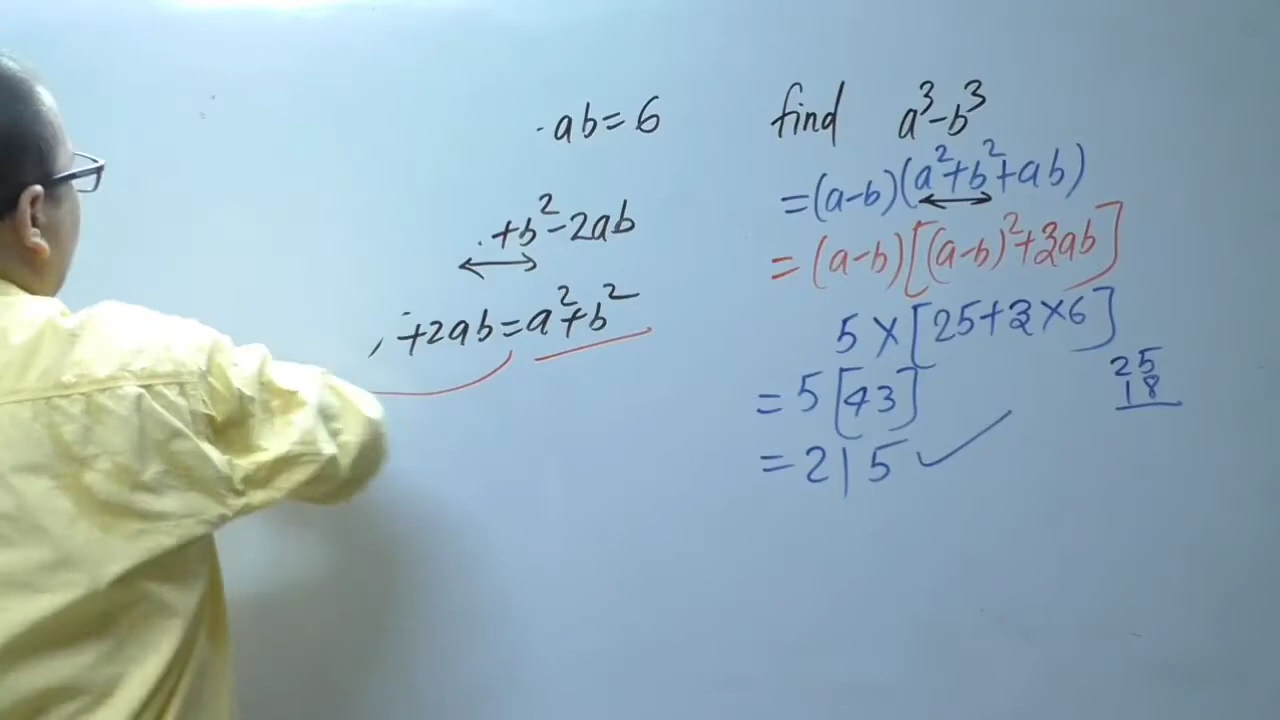 ab=6
+b²-2ab
+2ab=a²+b²
find a³-b³
=(a-b)(a²+b²+ab)
=(a-b)[(a-b)²+3ab]
5×[25+3×6]
=5[43]
=215
25
18